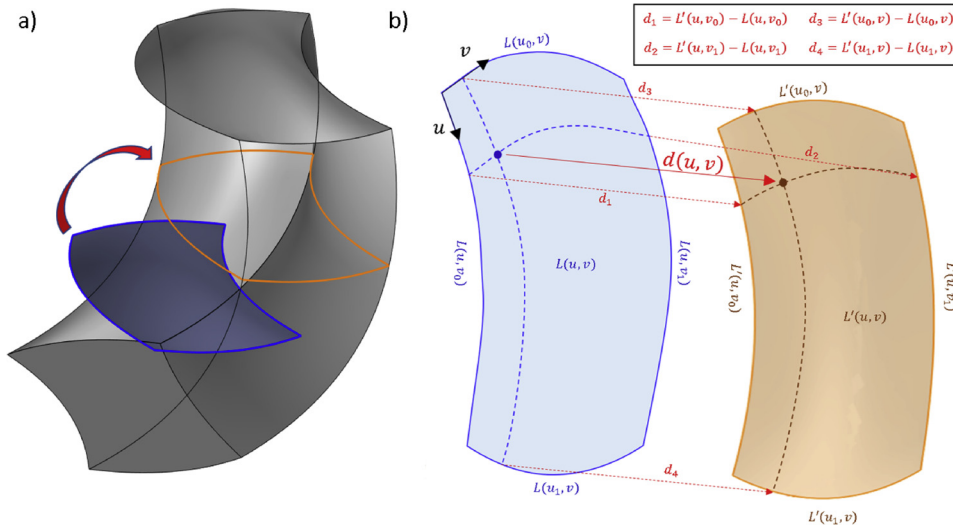 a)
b)
d₁ = L′(u, v₀) − L(u, v₀) d₃ = L′(u₀, v) − L(u₀, v)
d₂ = L′(u, v₁) − L(u, v₁) d₄ = L′(u₁, v) − L(u₁, v)
L(u₀, v)
v
u
d₃
L′(u₀, v)
d(u, v)
d₂
d₁
L(u, v₀)
L(u, v)
L(u, v₁)
L′(u, v₀)
L′(u, v)
L(u, v₁)
d₄
L(u₁, v)
L′(u₁, v)